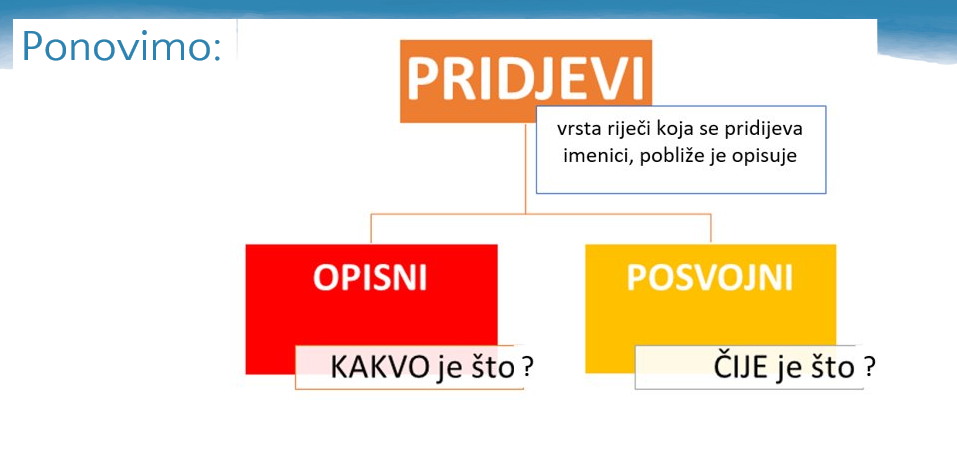 Ponovimo:
PRIDJEVI
vrsta riječi koja se pridijeva
imenici, pobliže je opisuje
OPISNI
KAKVO je što ?
POSVOJNI
ČIJE je što ?